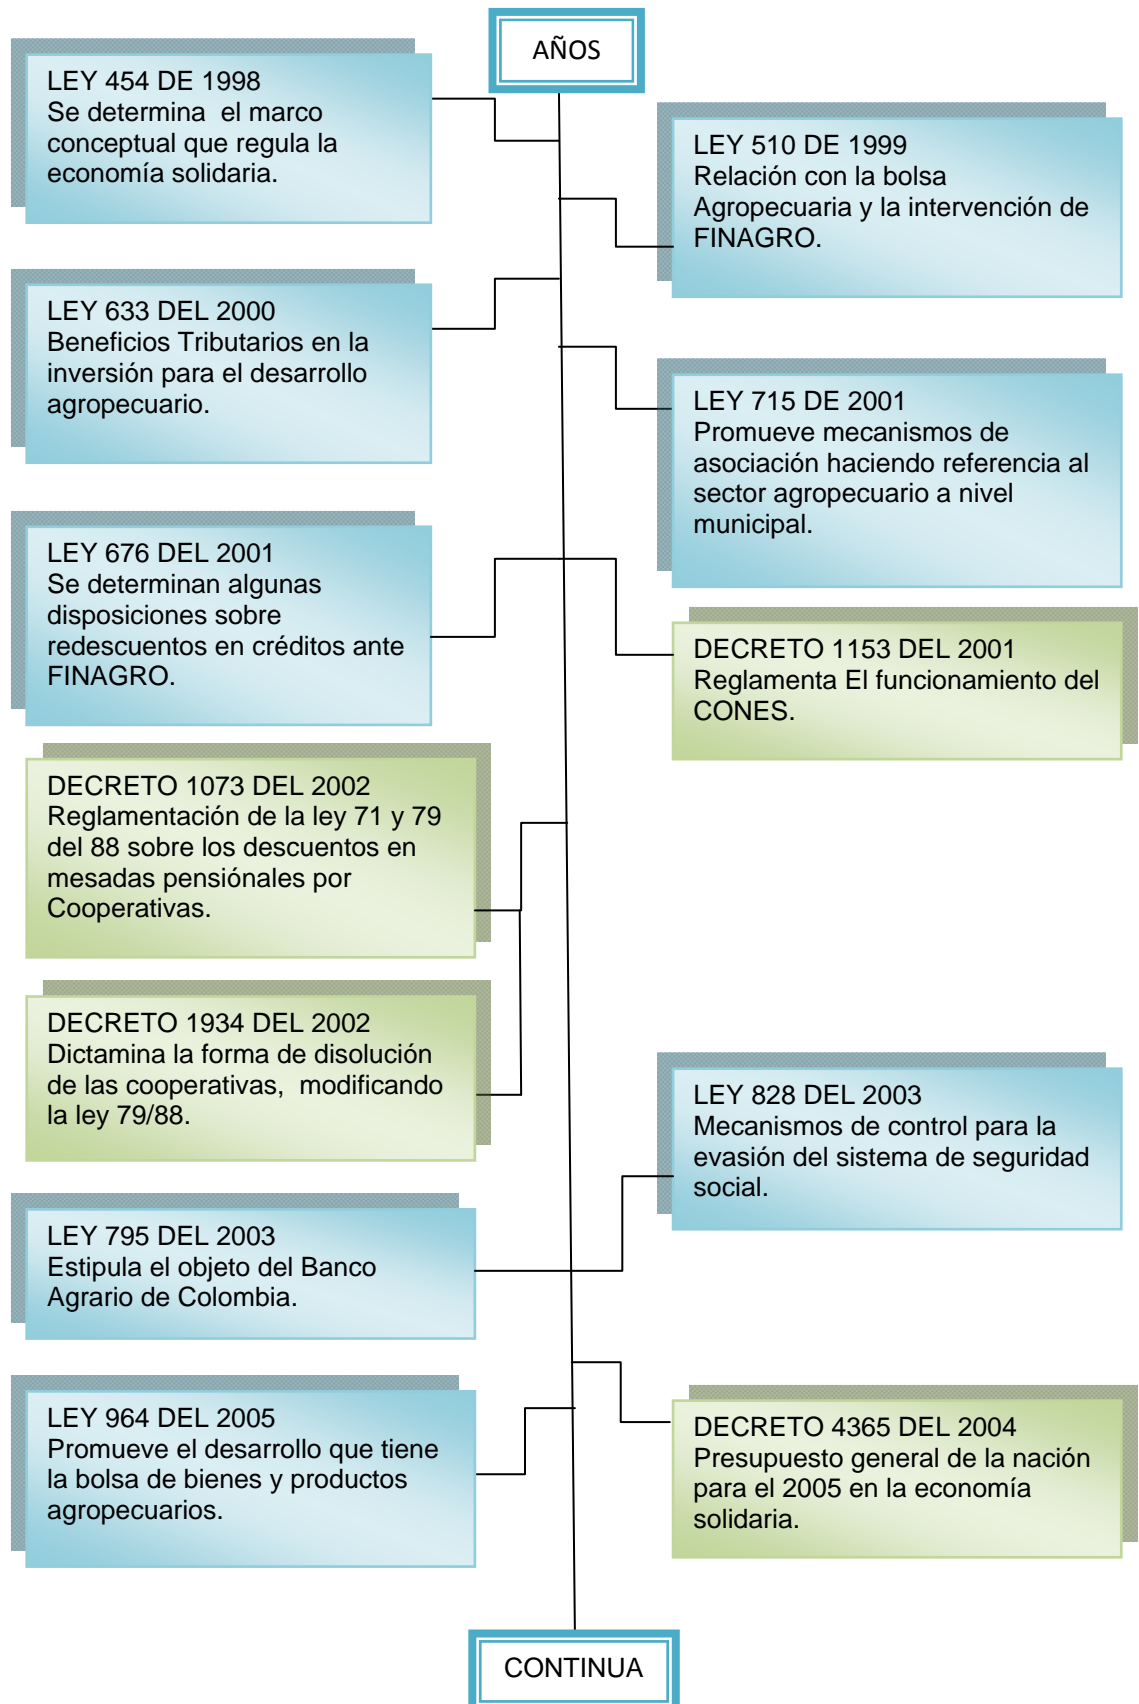 AÑOS
LEY 454 DE 1998
Se determina  el marco
conceptual que regula la
economía solidaria.
LEY 510 DE 1999
Relación con la bolsa
Agropecuaria y la intervención de
FINAGRO.
LEY 633 DEL 2000
Beneficios Tributarios en la
inversión para el desarrollo
agropecuario.
LEY 715 DE 2001
Promueve mecanismos de
asociación haciendo referencia al
sector agropecuario a nivel
municipal.
LEY 676 DEL 2001
Se determinan algunas
disposiciones sobre
redescuentos en créditos ante
FINAGRO.
DECRETO 1153 DEL 2001
Reglamenta El funcionamiento del
CONES.
DECRETO 1073 DEL 2002
Reglamentación de la ley 71 y 79
del 88 sobre los descuentos en
mesadas pensiónales por
Cooperativas.
DECRETO 1934 DEL 2002
Dictamina la forma de disolución
de las cooperativas,  modificando
la ley 79/88.
LEY 828 DEL 2003
Mecanismos de control para la
evasión del sistema de seguridad
social.
LEY 795 DEL 2003
Estipula el objeto del Banco
Agrario de Colombia.
LEY 964 DEL 2005
Promueve el desarrollo que tiene
la bolsa de bienes y productos
agropecuarios.
DECRETO 4365 DEL 2004
Presupuesto general de la nación
para el 2005 en la economía
solidaria.
CONTINUA